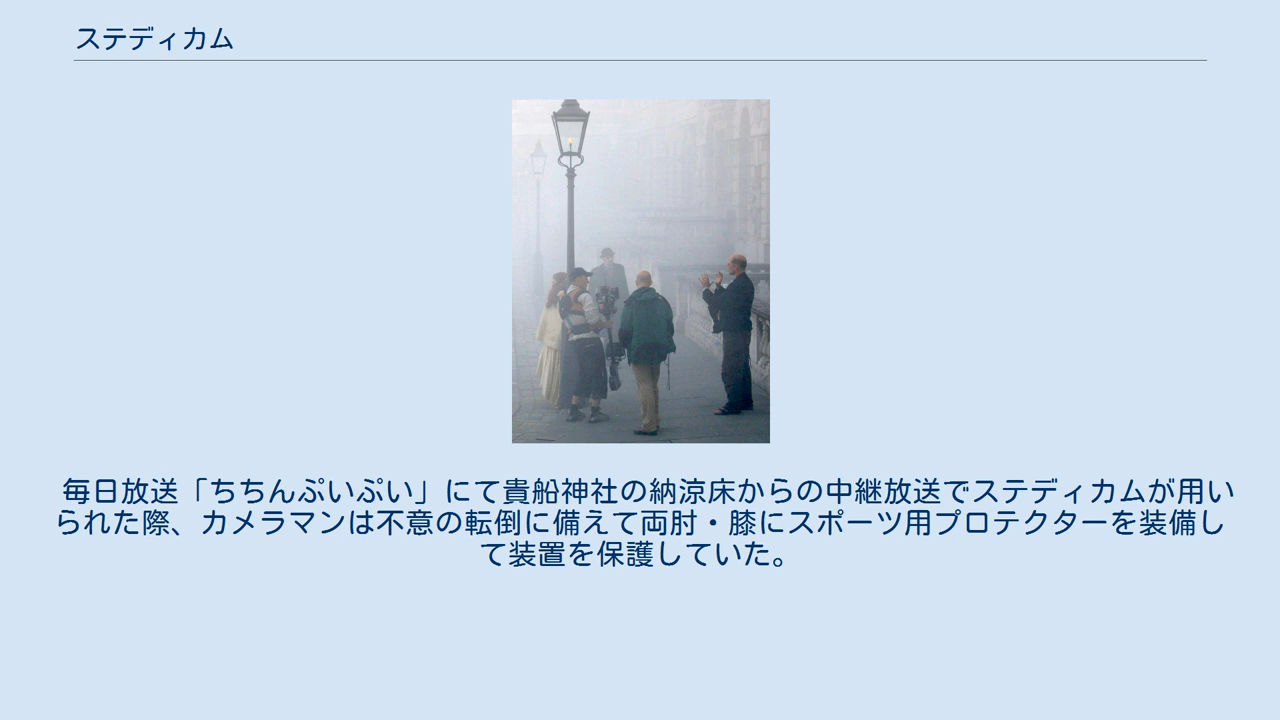 ステディカム
毎日放送「ちちんぷいぷい」にて貴船神社の納涼床からの中継放送でステディカムが用い
られた際、カメラマンは不意の転倒に備えて両肘・膝にスポーツ用プロテクターを装備し
て装置を保護していた。